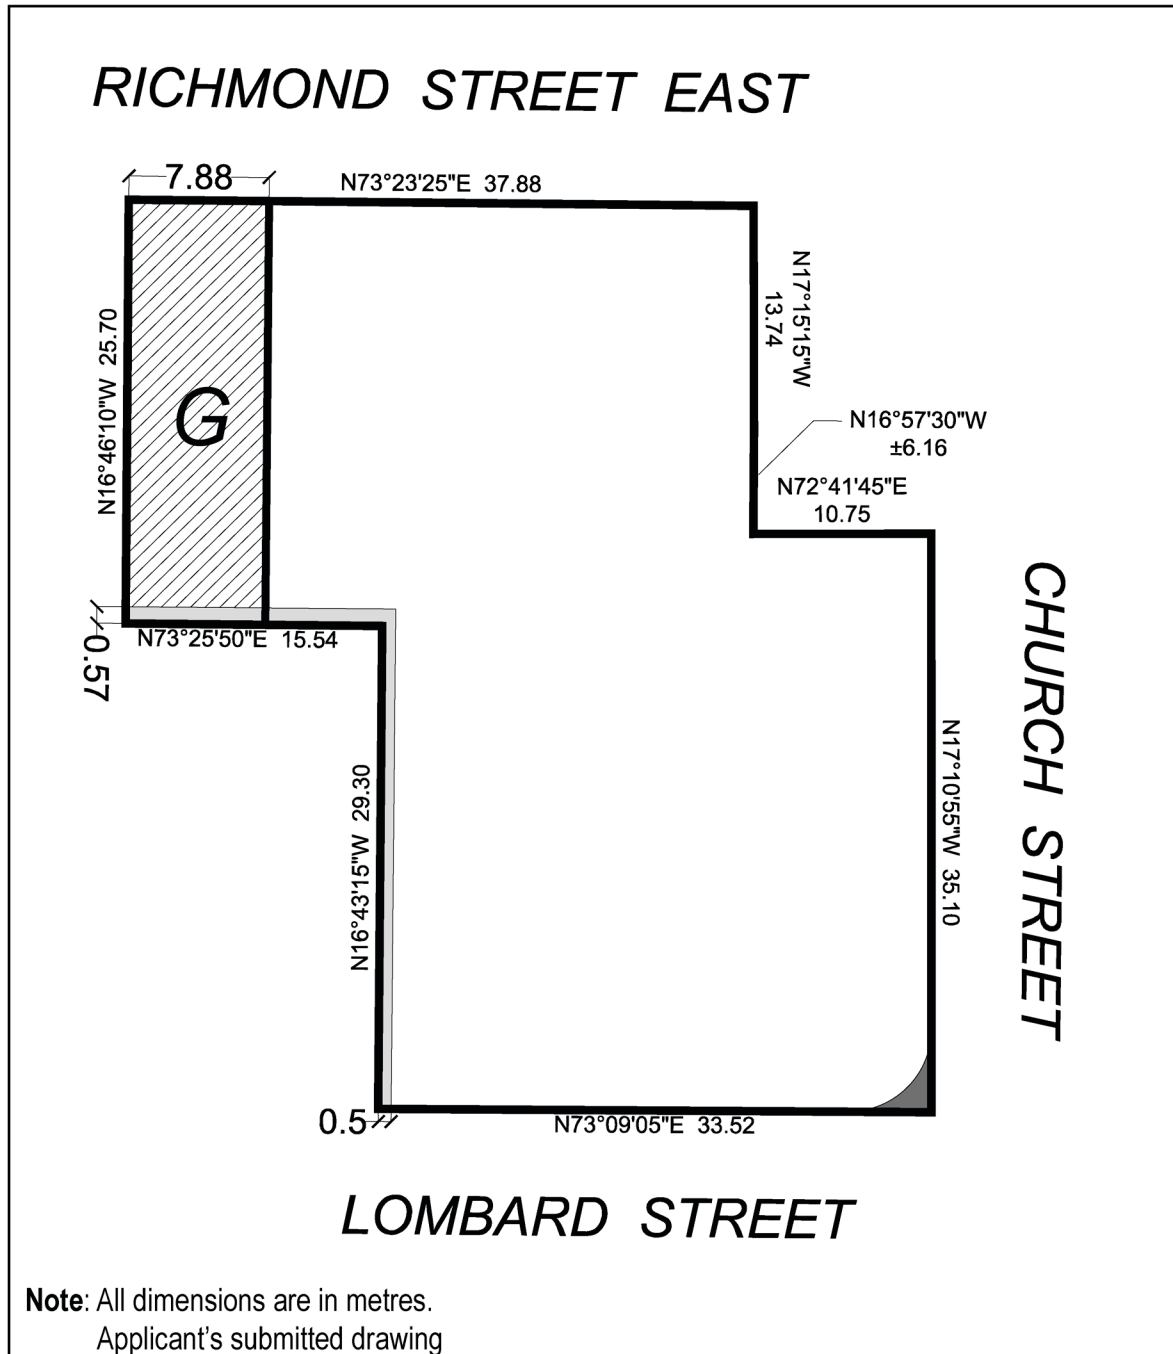 RICHMOND STREET EAST
7.88
N73°23'25"E 37.88
N17°15'15"W
13.74
N16°46'10"W 25.70
G
N16°57'30"W
±6.16
N72°41'45"E
10.75
CHURCH STREET
0.57
N73°25'50"E 15.54
N16°43'15"W 29.30
N17°10'55"W 35.10
0.5
N73°09'05"E 33.52
LOMBARD STREET
Note: All dimensions are in metres.
Applicant's submitted drawing